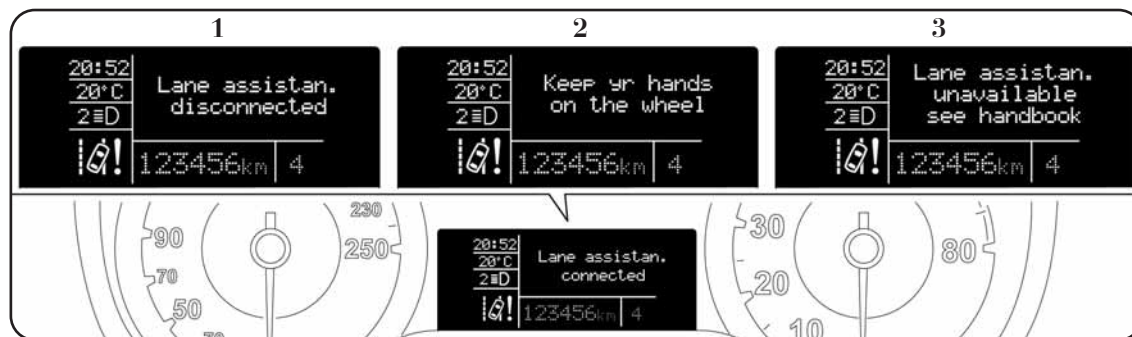 1
2
3
20:52
20°C
2≡D
Lane assistan.
disconnected
123456km
4
20:52
20°C
2≡D
Keep yr hands
on the wheel
123456km
4
20:52
20°C
2≡D
Lane assistan.
unavailable
see handbook
123456km
4
230
250
90
70
50
20:52
20°C
2≡D
Lane assistan.
connected
123456km
4
30
20
10
80